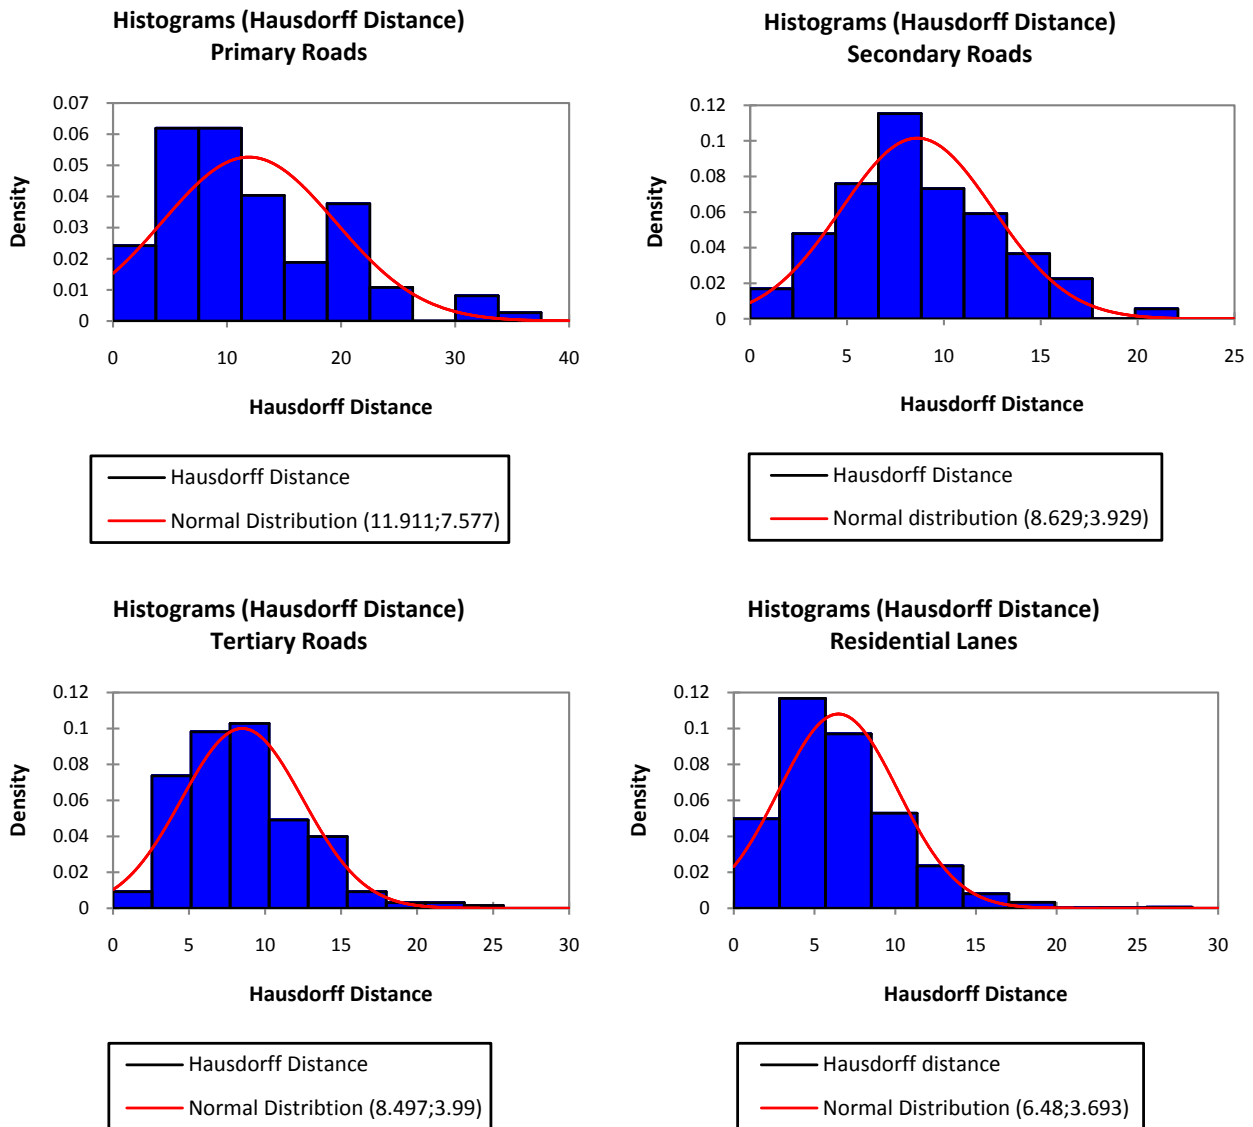 Histograms (Hausdorff Distance)
Primary Roads
0.07
0.06
0.05
0.04
0.03
0.02
0.01
0
Density
0 10 20 30 40
Hausdorff Distance
Hausdorff Distance
Normal Distribution (11.911;7.577)
Histograms (Hausdorff Distance)
Secondary Roads
0.12
0.1
0.08
0.06
0.04
0.02
0
Density
0 5 10 15 20 25
Hausdorff Distance
Hausdorff Distance
Normal distribution (8.629;3.929)
Histograms (Hausdorff Distance)
Tertiary Roads
0.12
0.1
0.08
0.06
0.04
0.02
0
Density
0 5 10 15 20 25 30
Hausdorff Distance
Hausdorff Distance
Normal Distribtion (8.497;3.99)
Histograms (Hausdorff Distance)
Residential Lanes
0.12
0.1
0.08
0.06
0.04
0.02
0
Density
0 5 10 15 20 25 30
Hausdorff Distance
Hausdorff distance
Normal Distribution (6.48;3.693)